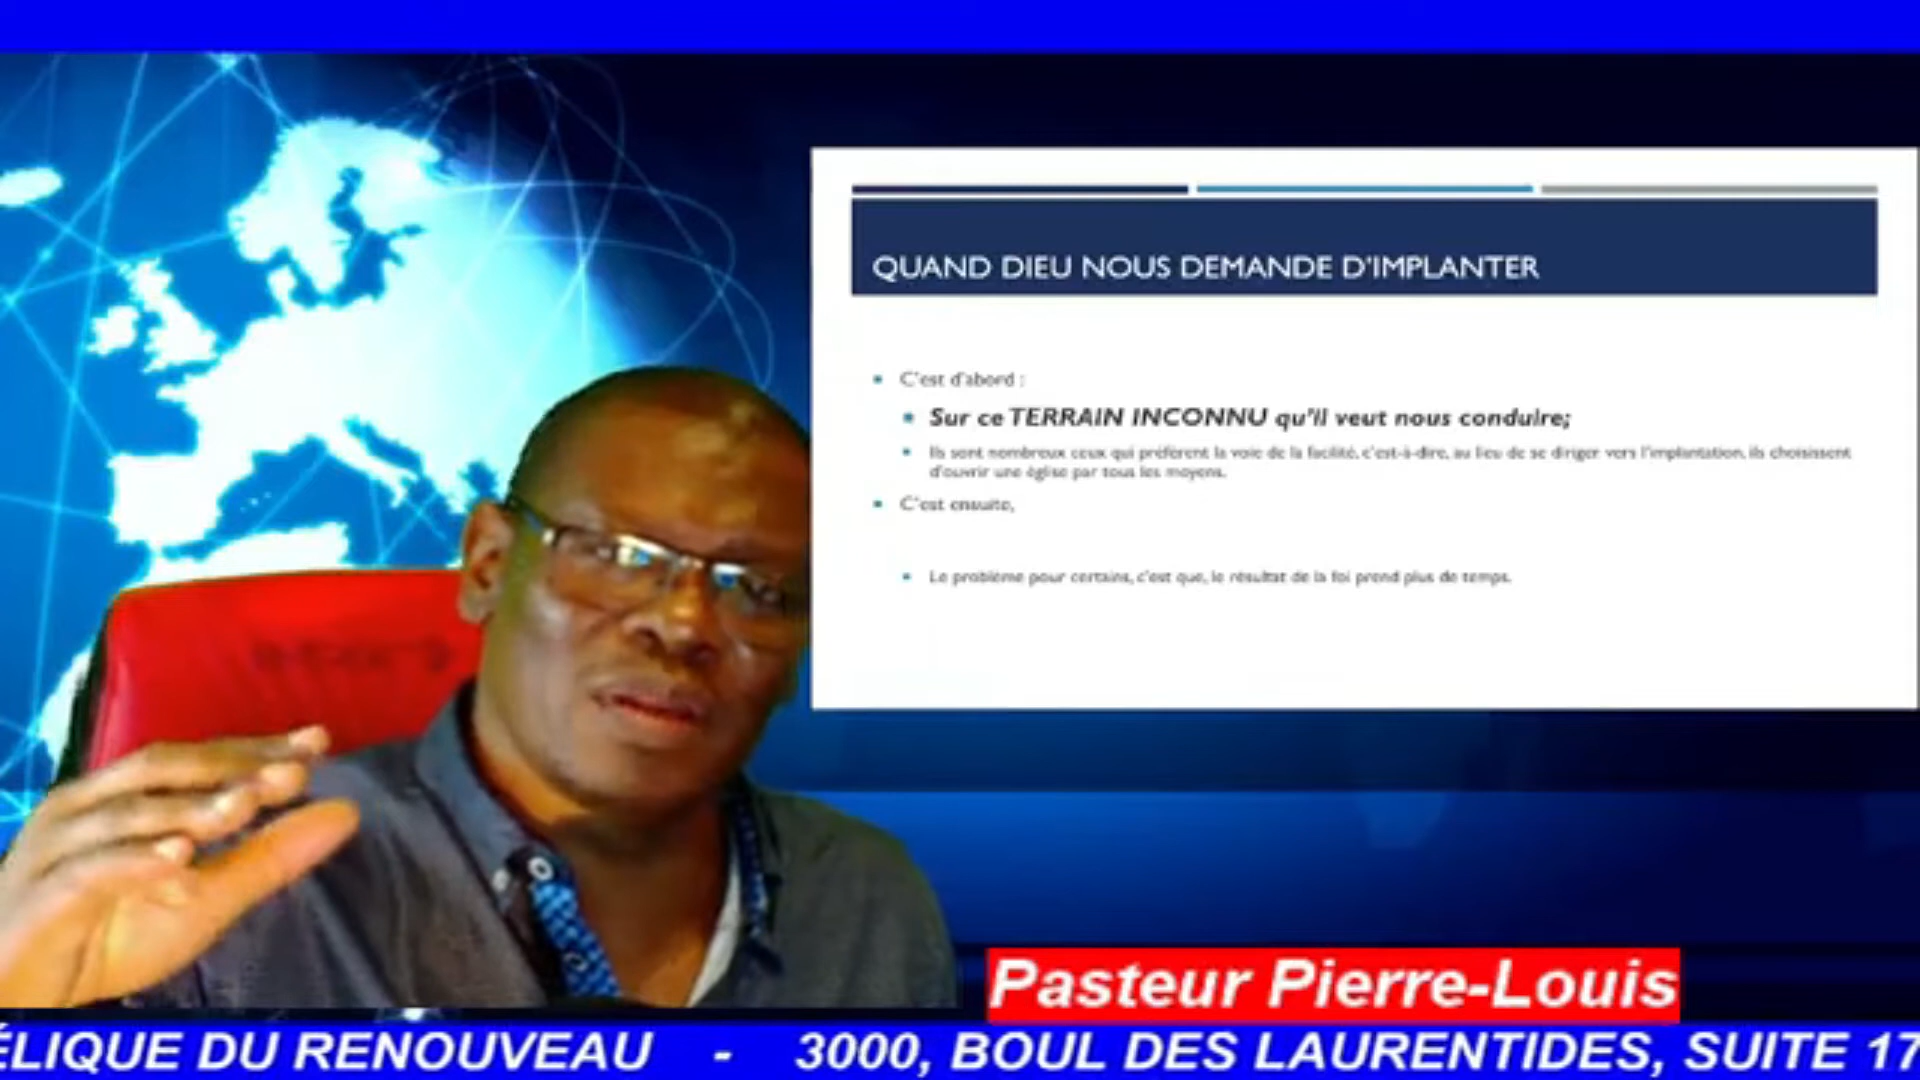 QUAND DIEU NOUS DEMANDE D'IMPLANTER
C'est d'abord :
Sur ce TERRAIN INCONNU qu'il veut nous conduire;
Ils sont nombreux ceux qui préfèrent la voie de la facilité, c'est-à-dire, au lieu de se diriger vers l'implantation, ils choisissent
d'ouvrir une église par tous les moyens.
C'est ensuite,
Le problème pour certains, c'est que, le résultat de la foi prend plus de temps.
Pasteur Pierre-Louis
ÉLIQUE DU RENOUVEAU - 3000, BOUL DES LAURENTIDES, SUITE 17